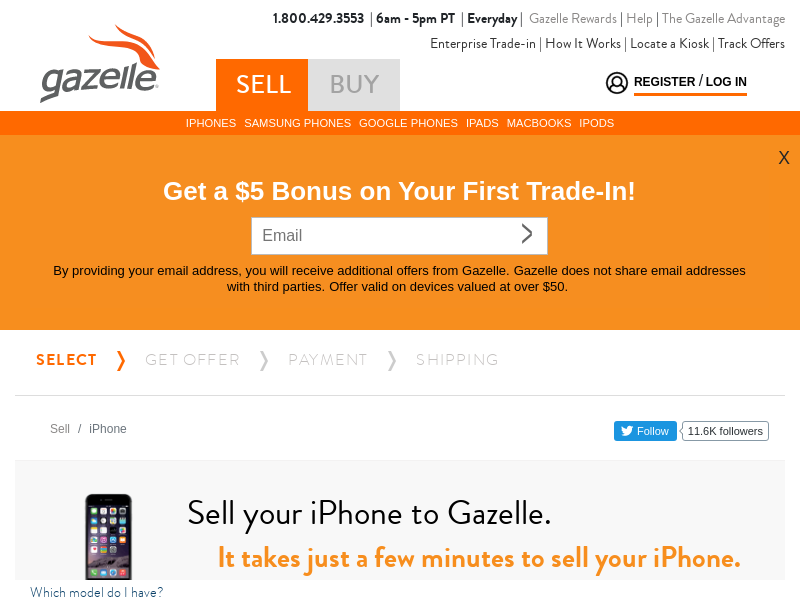 1.800.429.3553 | 6am - 5pm PT | Everyday | Gazelle Rewards | Help | The Gazelle Advantage
Enterprise Trade-in | How It Works | Locate a Kiosk | Track Offers
gazelle
SELL BUY
REGISTER / LOG IN
IPHONES SAMSUNG PHONES GOOGLE PHONES IPADS MACBOOKS IPODS
X
Get a $5 Bonus on Your First Trade-In!
Email
By providing your email address, you will receive additional offers from Gazelle. Gazelle does not share email addresses
with third parties. Offer valid on devices valued at over $50.
SELECT ❭ GET OFFER ❭ PAYMENT ❭ SHIPPING
Sell / iPhone
Follow 11.6K followers
Sell your iPhone to Gazelle.
It takes just a few minutes to sell your iPhone.
Which model do I have?